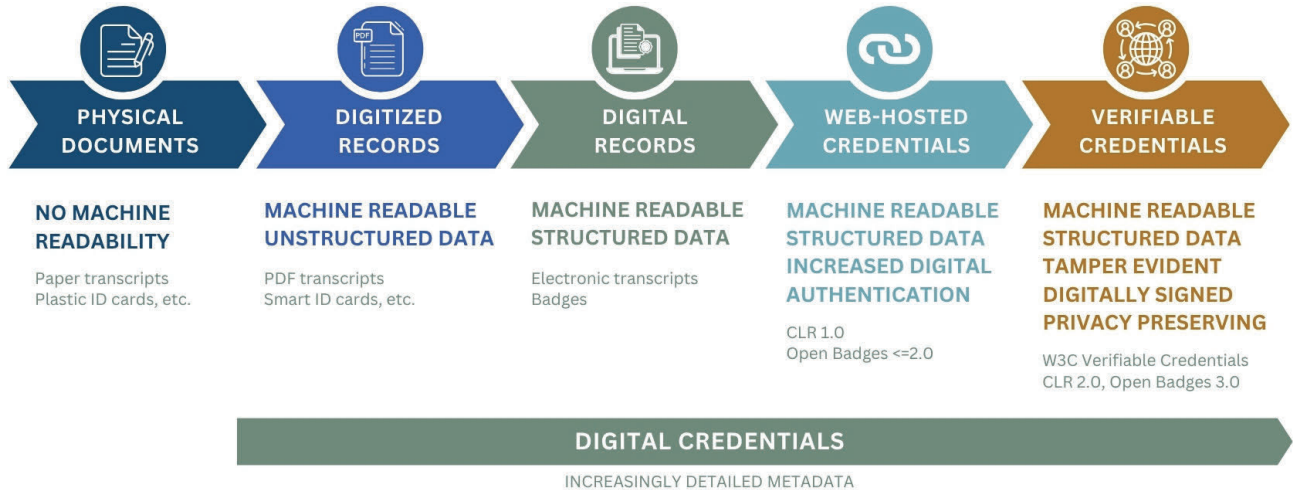 PDF
PHYSICAL
DOCUMENTS
DIGITIZED
RECORDS
DIGITAL
RECORDS
WEB-HOSTED
CREDENTIALS
VERIFIABLE
CREDENTIALS
NO MACHINE
READABILITY
Paper transcripts
Plastic ID cards, etc.
MACHINE READABLE
UNSTRUCTURED DATA
PDF transcripts
Smart ID cards, etc.
MACHINE READABLE
STRUCTURED DATA
Electronic transcripts
Badges
MACHINE READABLE
STRUCTURED DATA
INCREASED DIGITAL
AUTHENTICATION
CLR 1.0
Open Badges <=2.0
MACHINE READABLE
STRUCTURED DATA
TAMPER EVIDENT
DIGITALLY SIGNED
PRIVACY PRESERVING
W3C Verifiable Credentials
CLR 2.0, Open Badges 3.0
DIGITAL CREDENTIALS
INCREASINGLY DETAILED METADATA